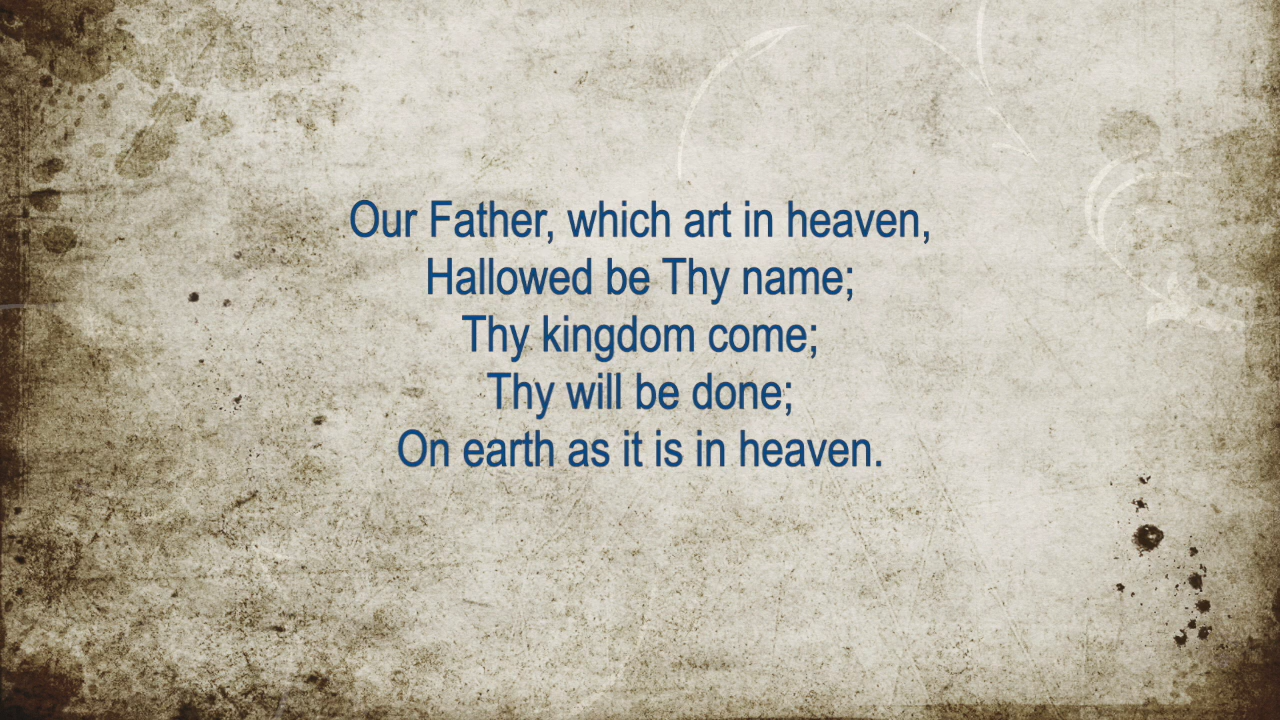 Our Father, which art in heaven,
Hallowed be Thy name;
Thy kingdom come;
Thy will be done;
On earth as it is in heaven.